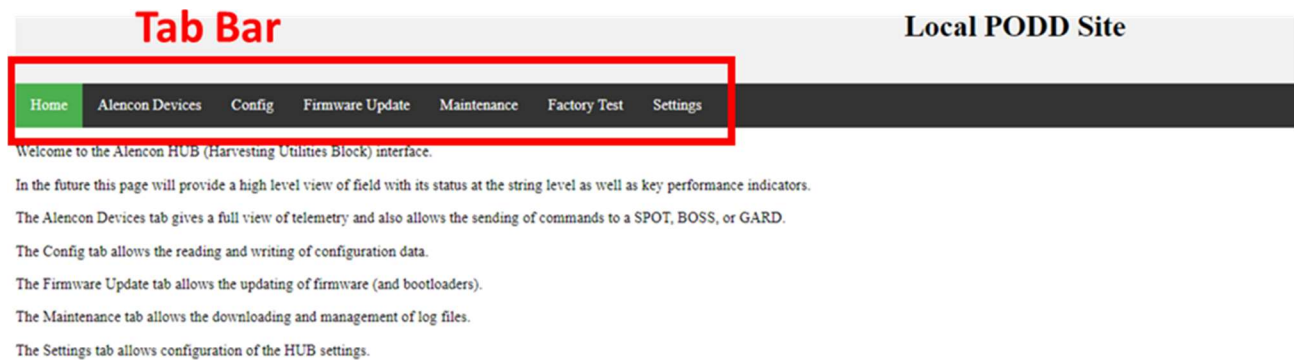 Tab Bar
Local PODD Site
Home Alencon Devices Config Firmware Update Maintenance Factory Test Settings
Welcome to the Alencon HUB (Harvesting Utilities Block) interface.
In the future this page will provide a high level view of field with its status at the string level as well as key performance indicators.
The Alencon Devices tab gives a full view of telemetry and also allows the sending of commands to a SPOT, BOSS, or GARD.
The Config tab allows the reading and writing of configuration data.
The Firmware Update tab allows the updating of firmware (and bootloaders).
The Maintenance tab allows the downloading and management of log files.
The Settings tab allows configuration of the HUB settings.